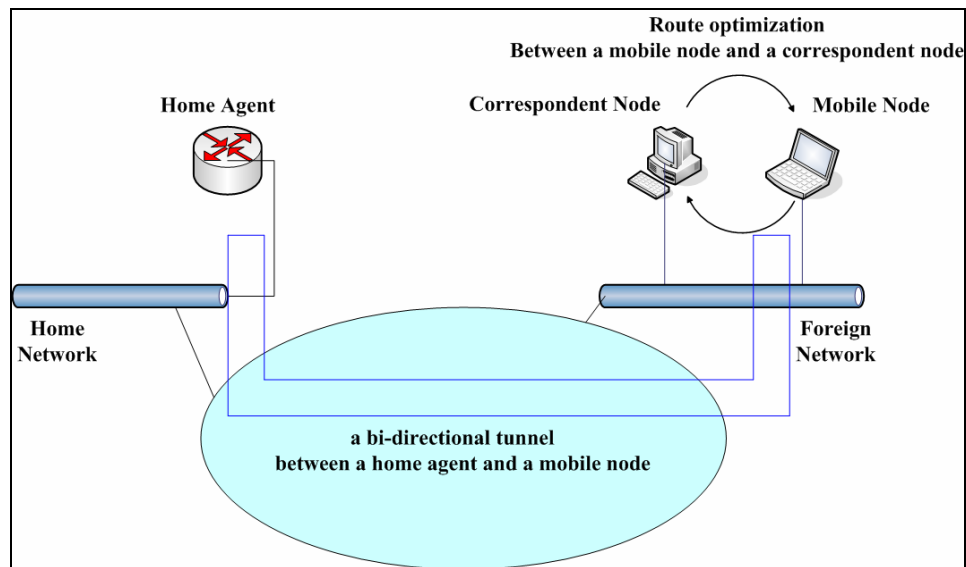 Route optimization
Between a mobile node and a correspondent node
Home Agent
Correspondent Node
Mobile Node
Home
Network
Foreign
Network
a bi-directional tunnel
between a home agent and a mobile node